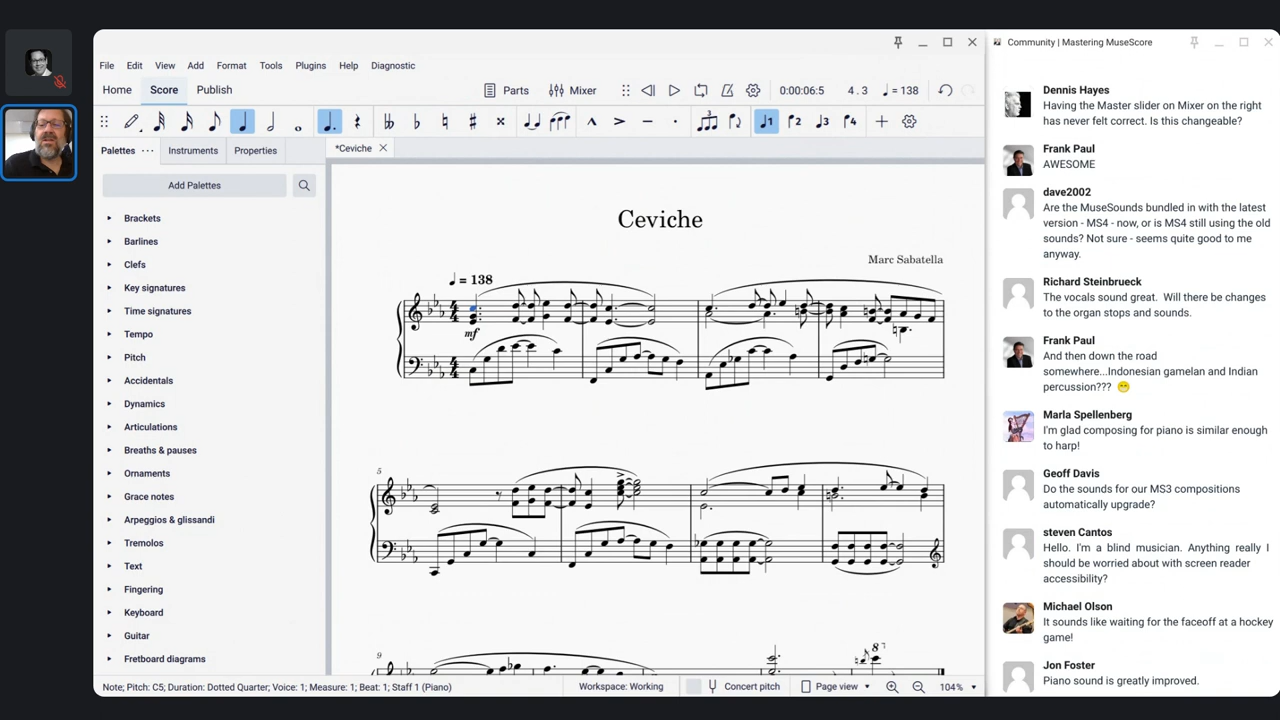 File Edit View Add Format Tools Plugins Help Diagnostic
Home Score Publish
Parts Mixer 0:00:06:5 4 . 3 = 138
1 2 3 4
Palettes Instruments Properties
*Ceviche
Add Palettes
Brackets
Barlines
Clefs
Key signatures
Time signatures
Tempo
Pitch
Accidentals
Dynamics
Articulations
Breaths & pauses
Ornaments
Grace notes
Arpeggios & glissandi
Tremolos
Text
Fingering
Keyboard
Guitar
Fretboard diagrams
Ceviche
Marc Sabatella
= 138
mf
5
9
8
Note; Pitch: C5; Duration: Dotted Quarter; Voice: 1; Measure: 1; Beat: 1; Staff 1 (Piano)
Workspace: Working
Concert pitch
Page view
104%
Community | Mastering MuseScore
Dennis Hayes
Having the Master slider on Mixer on the right
has never felt correct. Is this changeable?
Frank Paul
AWESOME
dave2002
Are the MuseSounds bundled in with the latest
version - MS4 - now, or is MS4 still using the old
sounds? Not sure - seems quite good to me
anyway.
Richard Steinbrueck
The vocals sound great. Will there be changes
to the organ stops and sounds.
Frank Paul
And then down the road
somewhere...Indonesian gamelan and Indian
percussion??? 😁
Marla Spellenberg
I'm glad composing for piano is similar enough
to harp!
Geoff Davis
Do the sounds for our MS3 compositions
automatically upgrade?
steven Cantos
Hello. I'm a blind musician. Anything really I
should be worried about with screen reader
accessibility?
Michael Olson
It sounds like waiting for the faceoff at a hockey
game!
Jon Foster
Piano sound is greatly improved.